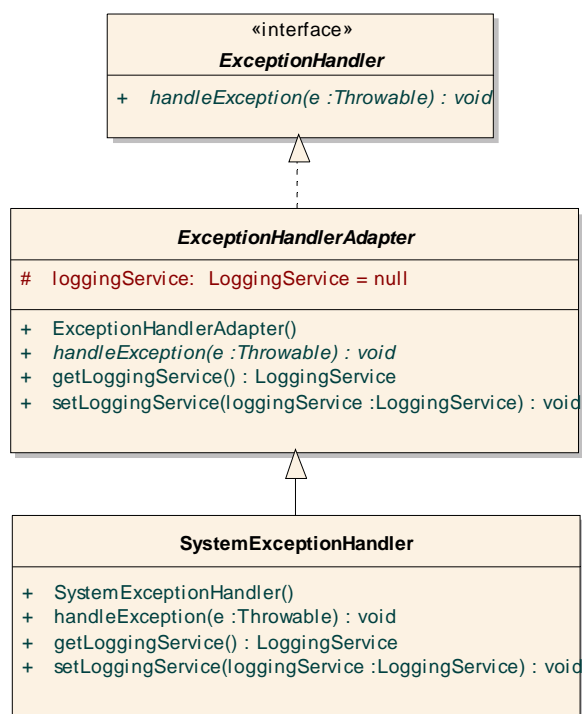 «interface»
ExceptionHandler
+ handleException(e :Throwable) : void
ExceptionHandlerAdapter
# loggingService: LoggingService = null
+ ExceptionHandlerAdapter()
+ handleException(e :Throwable) : void
+ getLoggingService() : LoggingService
+ setLoggingService(loggingService :LoggingService) : void
SystemExceptionHandler
+ SystemExceptionHandler()
+ handleException(e :Throwable) : void
+ getLoggingService() : LoggingService
+ setLoggingService(loggingService :LoggingService) : void